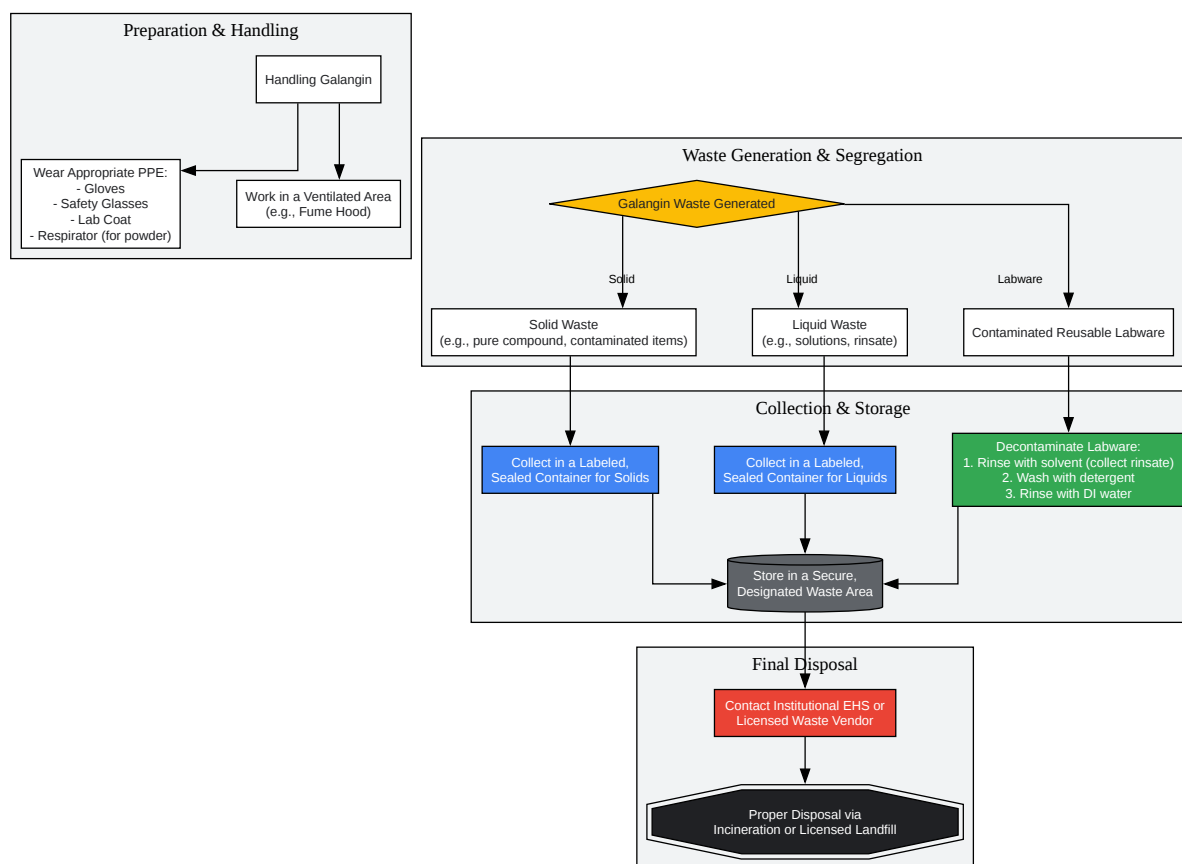 Preparation & Handling
Handling Galangin
Wear Appropriate PPE:
- Gloves
- Safety Glasses
- Lab Coat
- Respirator (for powder)
Work in a Ventilated Area
(e.g., Fume Hood)
Waste Generation & Segregation
Galangin Waste Generated
Solid
Liquid
Labware
Solid Waste
(e.g., pure compound, contaminated items)
Liquid Waste
(e.g., solutions, rinsate)
Contaminated Reusable Labware
Collection & Storage
Collect in a Labeled,
Sealed Container for Solids
Collect in a Labeled,
Sealed Container for Liquids
Decontaminate Labware:
1. Rinse with solvent (collect rinsate)
2. Wash with detergent
3. Rinse with DI water
Store in a Secure,
Designated Waste Area
Final Disposal
Contact Institutional EHS or
Licensed Waste Vendor
Proper Disposal via
Incineration or Licensed Landfill